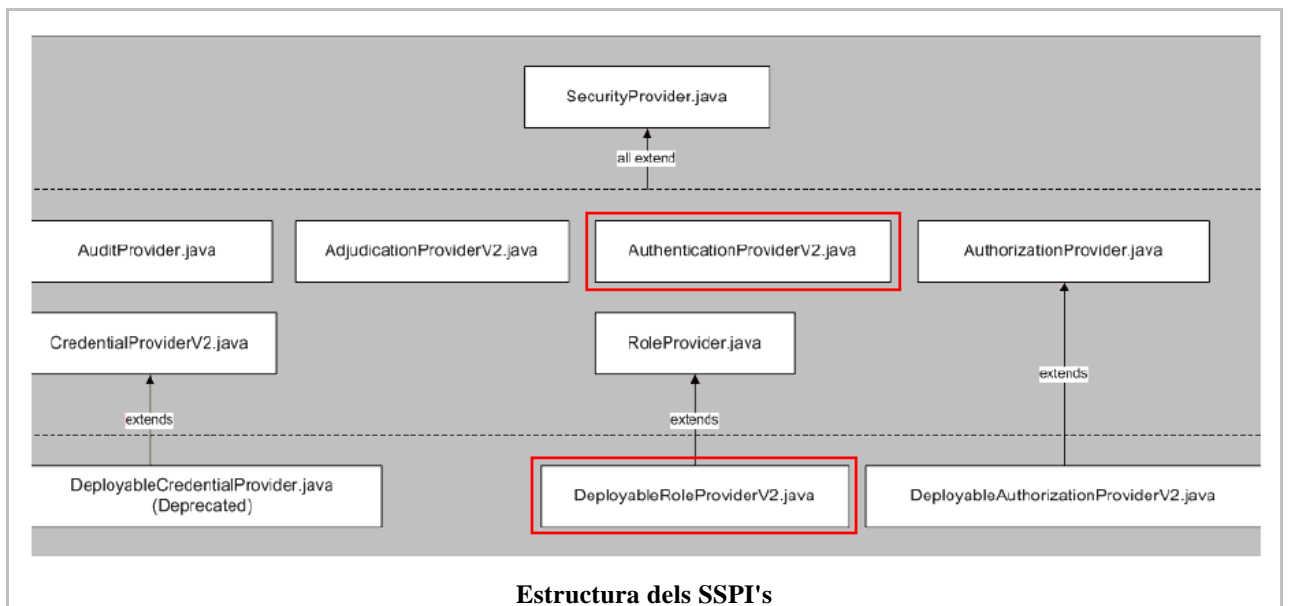 SecurityProvider.java
all extend
AuditProvider.java
AdjudicationProviderV2.java
AuthenticationProviderV2.java
AuthorizationProvider.java
CredentialProviderV2.java
RoleProvider.java
extends
extends
extends
DeployableCredentialProvider.java
(Deprecated)
DeployableRoleProviderV2.java
DeployableAuthorizationProviderV2.java
Estructura dels SSPI's